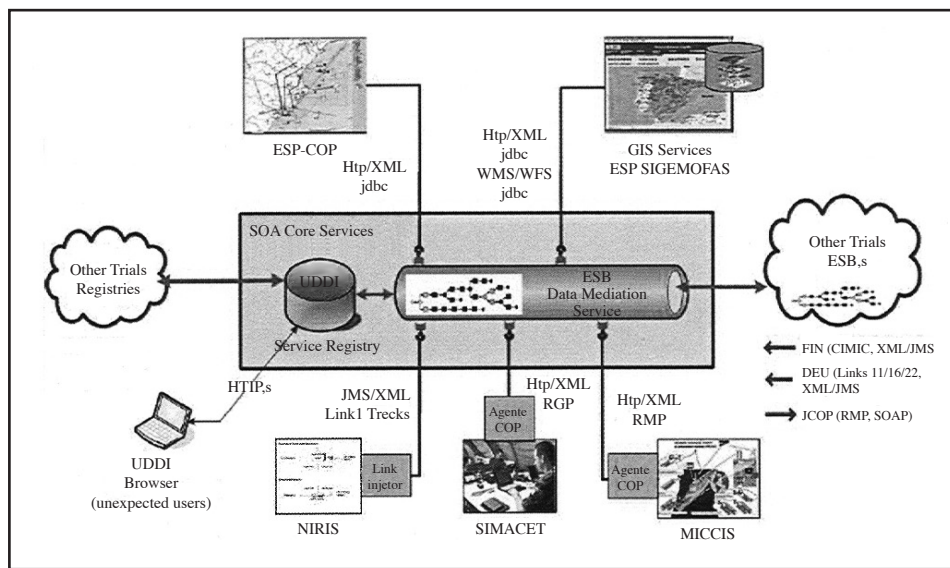 ESP-COP
Htp/XML
jdbc
Htp/XML
jdbc
WMS/WFS
jdbc
GIS Services
ESP SIGEMOFAS
SOA Core Services
Other Trials
Registries
UDDI
Service Registry
ESB
Data Mediation
Service
Other Trials
ESB,s
FIN (CIMIC, XML/JMS
DEU (Links 11/16/22,
XML/JMS
JCOP (RMP, SOAP)
HTIP,s
UDDI
Browser
(unexpected users)
JMS/XML
Link1 Trecks
Link
injetor
NIRIS
Htp/XML
RGP
Agente
COP
SIMACET
Htp/XML
RMP
Agente
COP
MICCIS